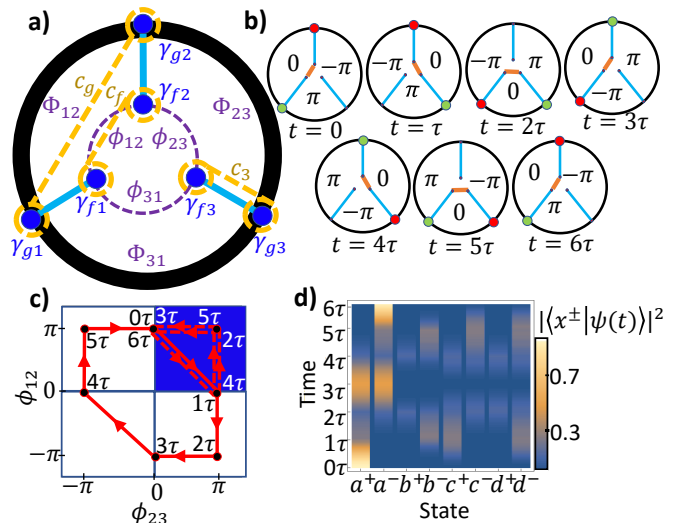 a)
γg2
cg
cf
γf2
Φ12
Φ23
ϕ12
ϕ23
ϕ31
c3
γf1
γf3
γg1
γg3
Φ31
b)
0
−π
π
t = 0
−π
0
π
t = τ
−π
π
0
t = 2τ
0
π
−π
t = 3τ
π
0
−π
t = 4τ
π
−π
0
t = 5τ
0
−π
π
t = 6τ
c)
ϕ12
π
0
−π
0τ
3τ
5τ
5τ
6τ
2τ
4τ
4τ
1τ
3τ
2τ
−π
0
π
ϕ23
d)
Time
6τ
5τ
4τ
3τ
2τ
1τ
0τ
a+ a− b+ b− c+ c− d+ d−
State
|⟨x±|ψ(t)⟩|²
0.7
0.3